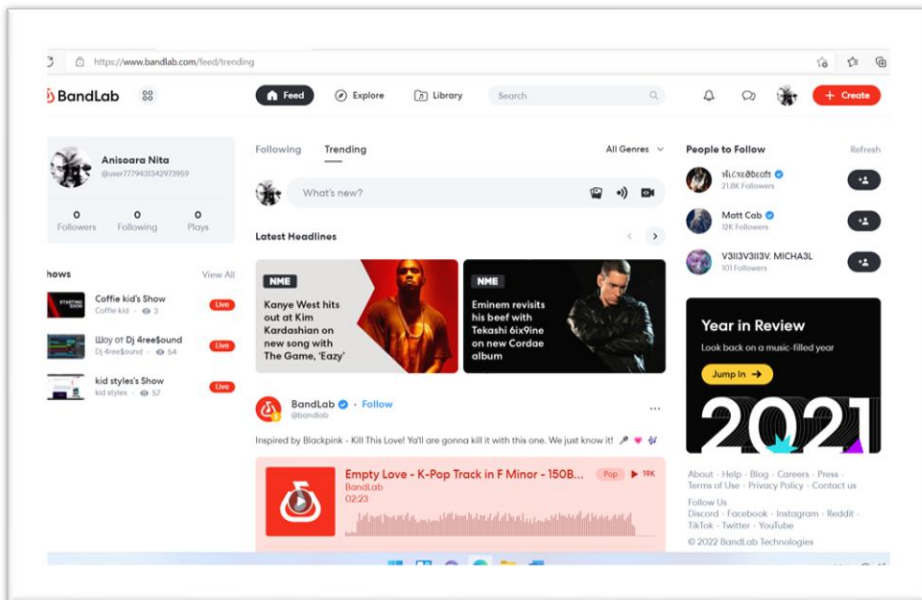 https://www.bandlab.com/feed/trending
BandLab
Feed
Explore
Library
Search
+ Create
Anisoara Nita
@user7779431342973959
0
0
0
Followers
Following
Plays
hows
View All
STARTING SOON
Coffie kid's Show
Coffie kid · 3
Live
Шоу от Dj 4ree$ound
Dj 4ree$ound · 54
Live
kid styles's Show
kid styles · 57
Live
Following
Trending
All Genres
What's new?
Latest Headlines
NME
Kanye West hits
out at Kim
Kardashian on
new song with
The Game, 'Eazy'
NME
Eminem revisits
his beef with
Tekashi 6ix9ine
on new Cordae
album
BandLab · Follow
@bandlab
Inspired by Blackpink - Kill This Love! Ya'll are gonna kill it with this one. We just know it!
Empty Love - K-Pop Track in F Minor - 150B...
Pop
19K
BandLab
02:23
People to Follow
Refresh
21.8K Followers
Matt Cab
12K Followers
V3II3V3II3V. MICHA3L
101 Followers
Year in Review
Look back on a music-filled year
Jump In →
2021
About · Help · Blog · Careers · Press ·
Terms of Use · Privacy Policy · Contact us
Follow Us
Discord · Facebook · Instagram · Reddit ·
TikTok · Twitter · YouTube
© 2022 BandLab Technologies